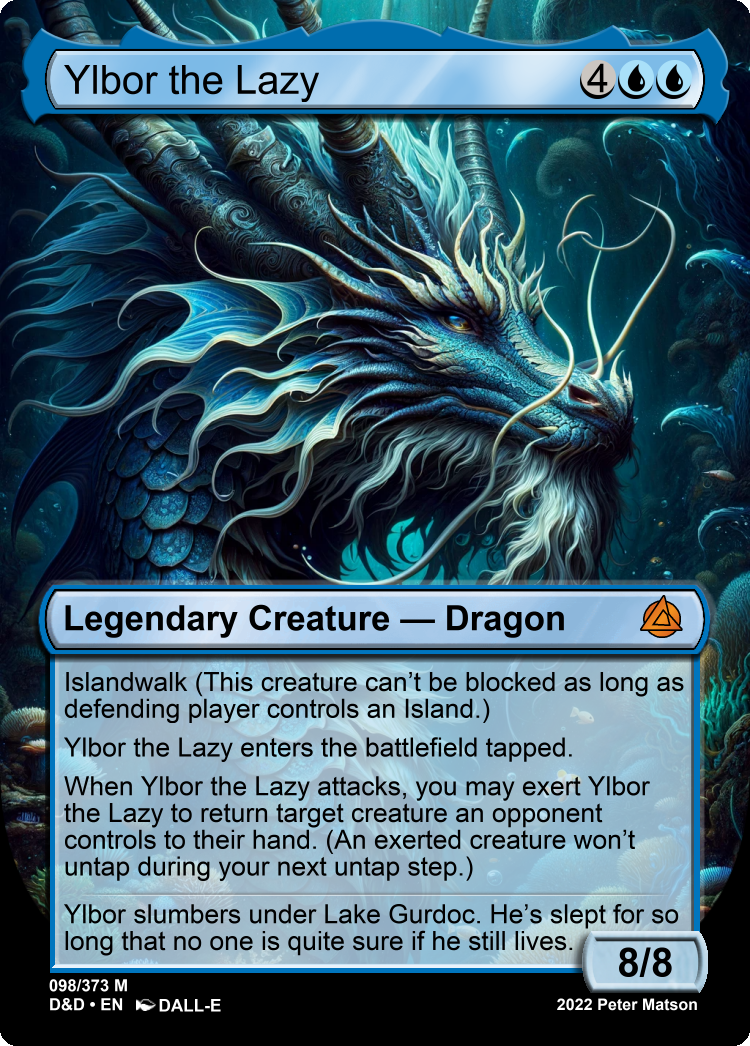 Ylbor the Lazy 4
Legendary Creature — Dragon
Islandwalk (This creature can't be blocked as long as
defending player controls an Island.)
Ylbor the Lazy enters the battlefield tapped.
When Ylbor the Lazy attacks, you may exert Ylbor
the Lazy to return target creature an opponent
controls to their hand. (An exerted creature won't
untap during your next untap step.)
Ylbor slumbers under Lake Gurdoc. He's slept for so
long that no one is quite sure if he still lives.
8/8
098/373 M
D&D • EN DALL-E
2022 Peter Matson